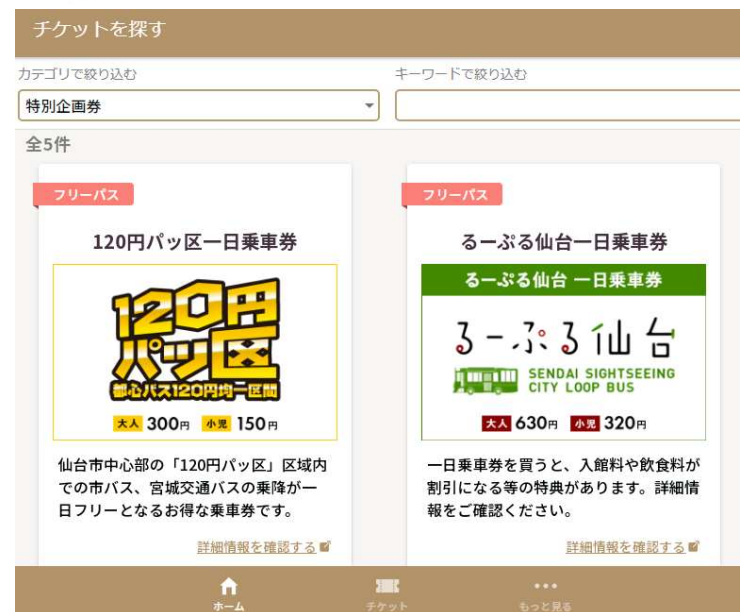 チケットを探す
カテゴリで絞り込む
キーワードで絞り込む
特別企画券
全5件
フリーパス
120円パッ区一日乗車券
120円
パッ区
都心バス120円均一区間
大人 300円 小児 150円
仙台市中心部の「120円パッ区」区域内
での市バス、宮城交通バスの乗降が一
日フリーとなるお得な乗車券です。
詳細情報を確認する
フリーパス
るーぷる仙台一日乗車券
るーぷる仙台 一日乗車券
るーぷる仙台
SENDAI SIGHTSEEING
CITY LOOP BUS
大人 630円 小児 320円
一日乗車券を買うと、入館料や飲食料が
割引になる等の特典があります。詳細情
報をご確認ください。
詳細情報を確認する
ホーム
チケット
もっと見る